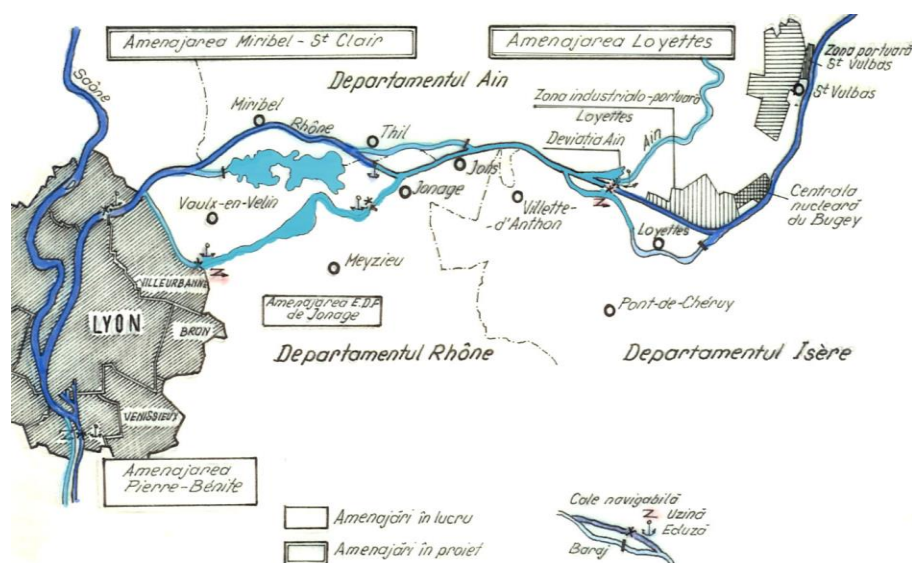 Amenajarea Miribel - St Clair
Amenajarea Loyettes
Saône
Departamentul Ain
Zona portuară
St Vulbas
St Vulbas
Miribel
Rhône
Thil
Zona industrialo-portuară
Loyettes
Ain
Deviația Ain
Jons
Jonage
Vaulx-en-Velin
Villette-
d'Anthon
Centrala
nucleară
du Bugey
Loyettes
Meyzieu
VILLEURBANNE
Amenajarea E.D.F.
de Jonage
Pont-de-Chéruy
LYON
BRON
Departamentul Rhône
Departamentul Isère
VENISSIEUX
Amenajarea
Pierre-Bénite
Amenajări în lucru
Amenajări în proiet
Cale navigabilă
Uzină
Ecluză
Baraj